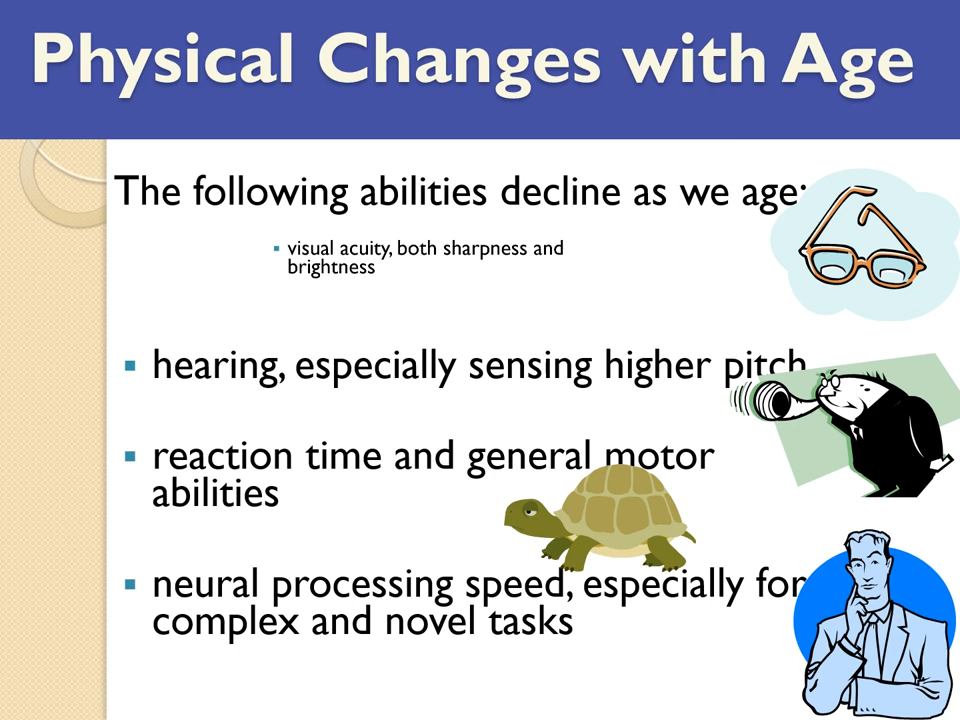 Physical Changes with Age
The following abilities decline as we age:
▪ visual acuity, both sharpness and
brightness
▪ hearing, especially sensing higher pitch
▪ reaction time and general motor
abilities
▪ neural processing speed, especially for
complex and novel tasks